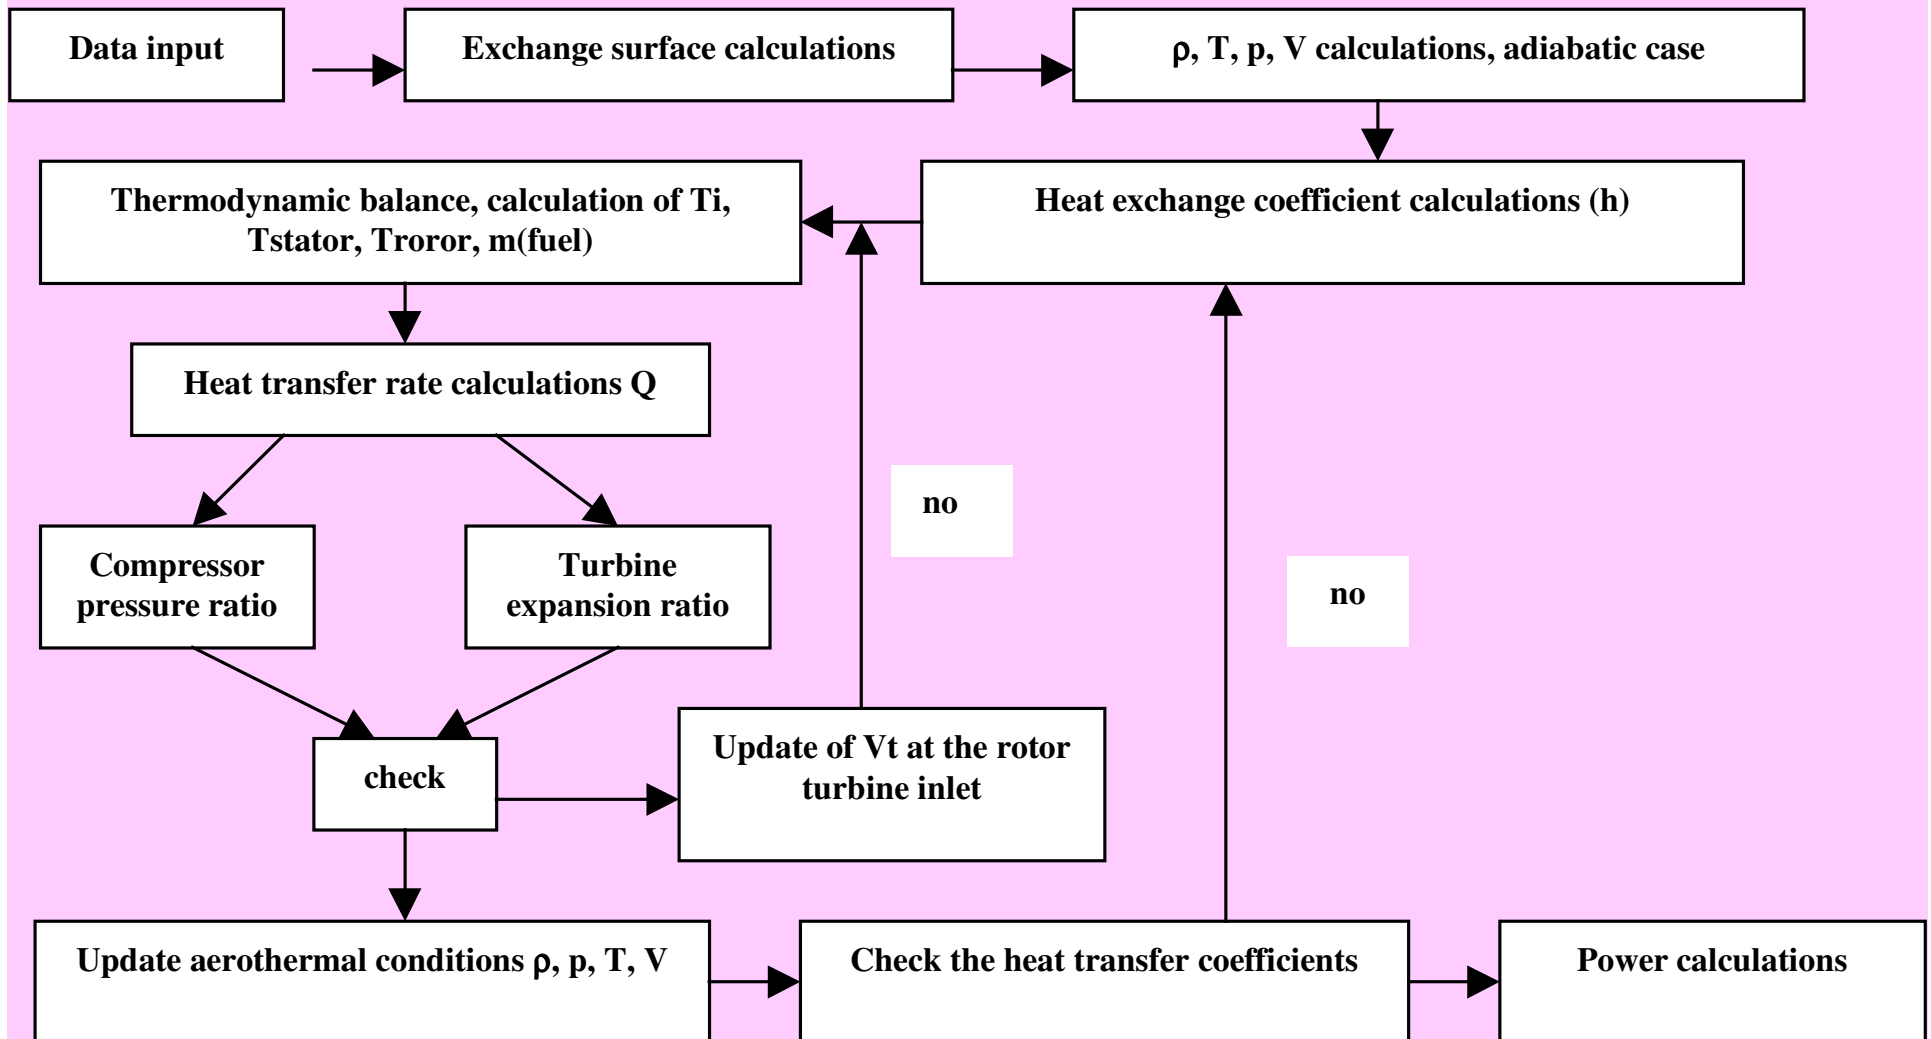 Data input
Exchange surface calculations
ρ, T, p, V calculations, adiabatic case
Thermodynamic balance, calculation of Ti,
Tstator, Troror, m(fuel)
Heat exchange coefficient calculations (h)
Heat transfer rate calculations Q
no
Compressor
pressure ratio
Turbine
expansion ratio
no
check
Update of Vt at the rotor
turbine inlet
Update aerothermal conditions ρ, p, T, V
Check the heat transfer coefficients
Power calculations